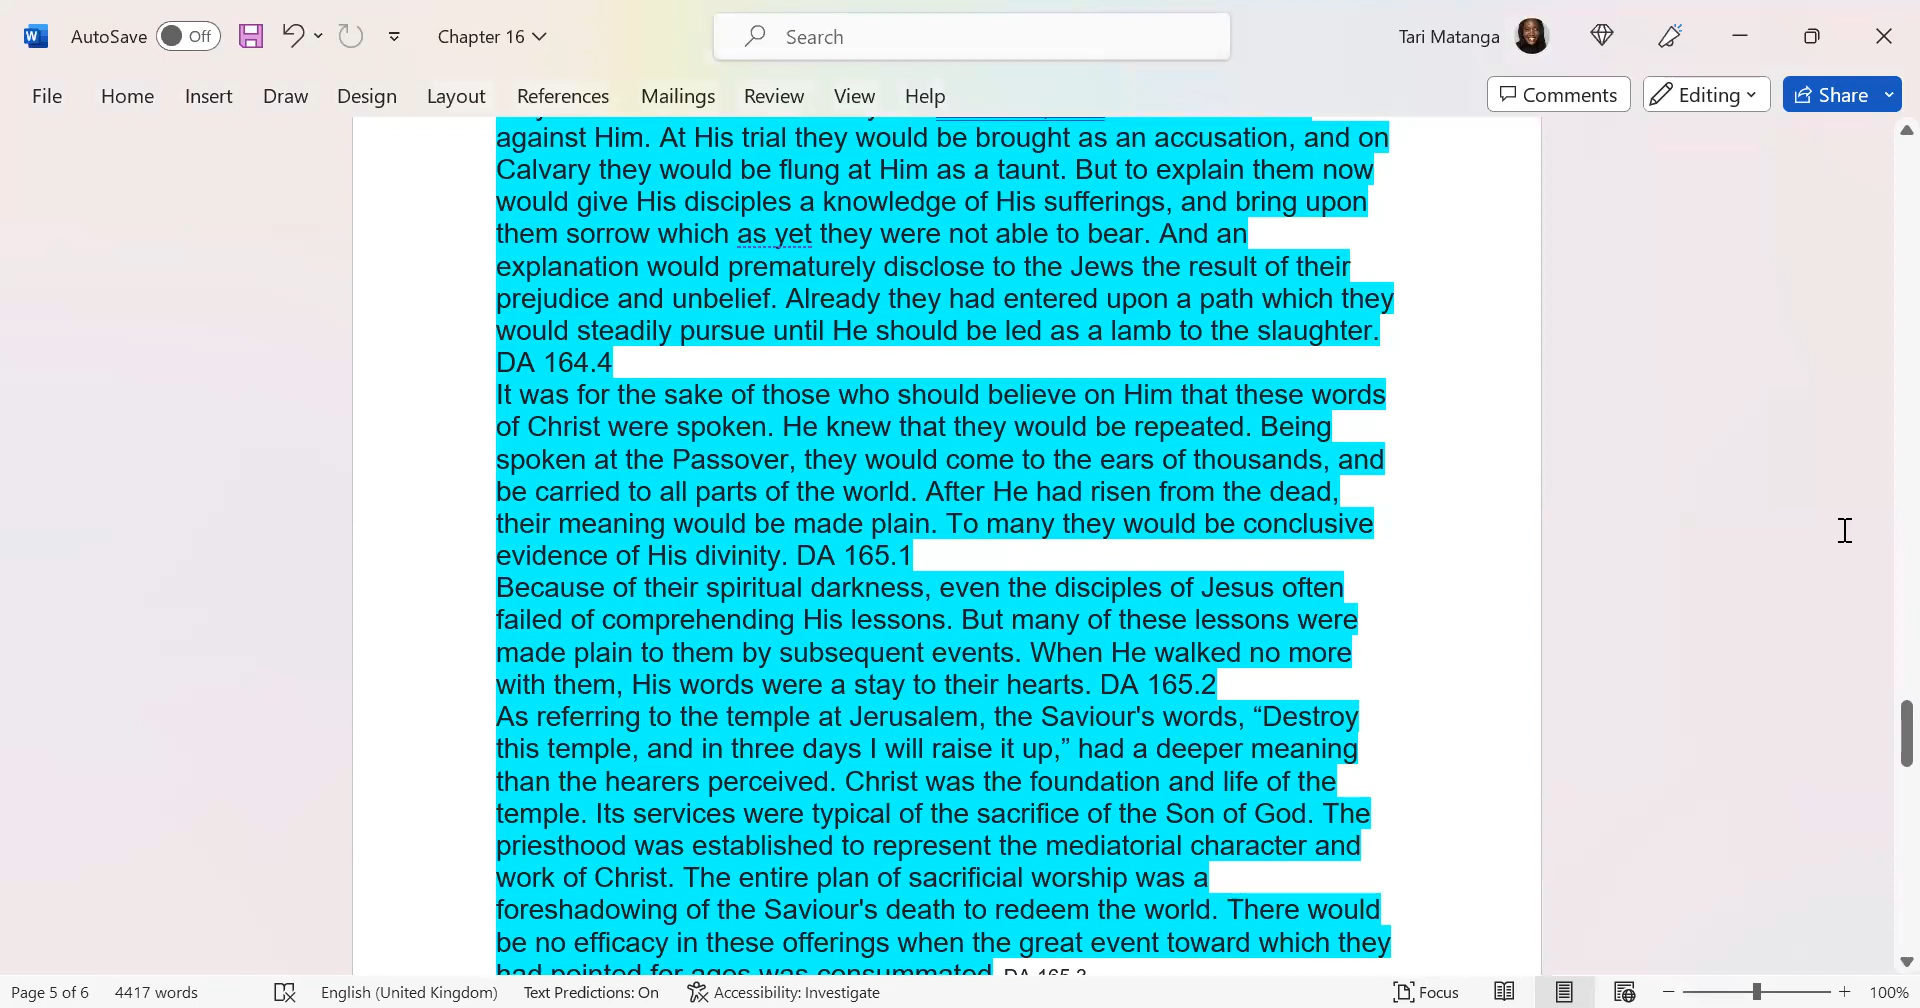 AutoSave Off Chapter 16 Search Tari Matanga
File Home Insert Draw Design Layout References Mailings Review View Help Comments Editing Share
against Him. At His trial they would be brought as an accusation, and on
Calvary they would be flung at Him as a taunt. But to explain them now
would give His disciples a knowledge of His sufferings, and bring upon
them sorrow which as yet they were not able to bear. And an
explanation would prematurely disclose to the Jews the result of their
prejudice and unbelief. Already they had entered upon a path which they
would steadily pursue until He should be led as a lamb to the slaughter.
DA 164.4
It was for the sake of those who should believe on Him that these words
of Christ were spoken. He knew that they would be repeated. Being
spoken at the Passover, they would come to the ears of thousands, and
be carried to all parts of the world. After He had risen from the dead,
their meaning would be made plain. To many they would be conclusive
evidence of His divinity. DA 165.1
Because of their spiritual darkness, even the disciples of Jesus often
failed of comprehending His lessons. But many of these lessons were
made plain to them by subsequent events. When He walked no more
with them, His words were a stay to their hearts. DA 165.2
As referring to the temple at Jerusalem, the Saviour's words, “Destroy
this temple, and in three days I will raise it up,” had a deeper meaning
than the hearers perceived. Christ was the foundation and life of the
temple. Its services were typical of the sacrifice of the Son of God. The
priesthood was established to represent the mediatorial character and
work of Christ. The entire plan of sacrificial worship was a
foreshadowing of the Saviour's death to redeem the world. There would
be no efficacy in these offerings when the great event toward which they
had pointed for ages was consummated. DA 165.3
Page 5 of 6 4417 words English (United Kingdom) Text Predictions: On Accessibility: Investigate Focus 100%